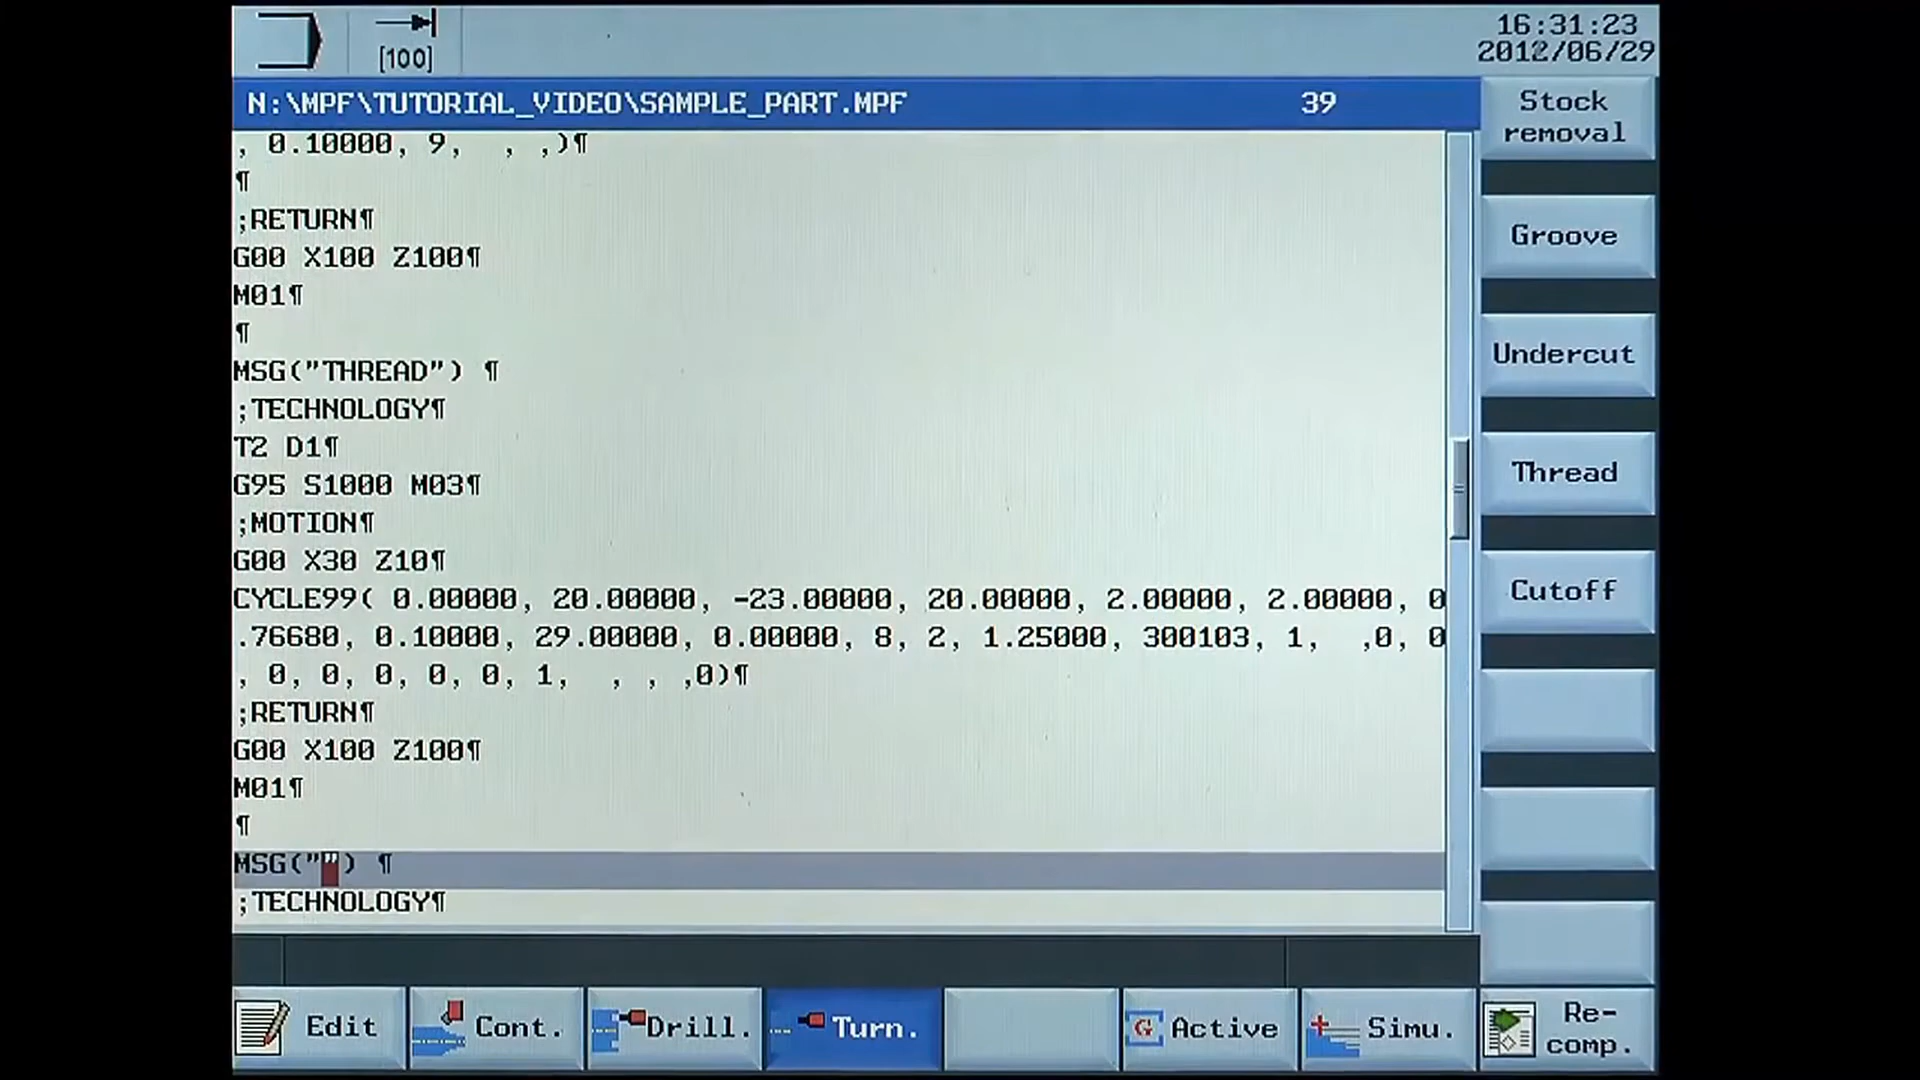 [100]
16:31:23
2012/06/29
N:\MPF\TUTORIAL_VIDEO\SAMPLE_PART.MPF 39
, 0.10000, 9,  , ,)¶
¶
;RETURN¶
G00 X100 Z100¶
M01¶
¶
MSG("THREAD") ¶
;TECHNOLOGY¶
T2 D1¶
G95 S1000 M03¶
;MOTION¶
G00 X30 Z10¶
CYCLE99( 0.00000, 20.00000, -23.00000, 20.00000, 2.00000, 2.00000, 0
.76680, 0.10000, 29.00000, 0.00000, 8, 2, 1.25000, 300103, 1,  ,0, 0
, 0, 0, 0, 0, 0, 1,  , , ,0)¶
;RETURN¶
G00 X100 Z100¶
M01¶
¶
MSG("") ¶
;TECHNOLOGY¶
Stock
removal
Groove
Undercut
Thread
Cutoff
Edit
Cont.
Drill.
Turn.
G Active
Simu.
Re-
comp.